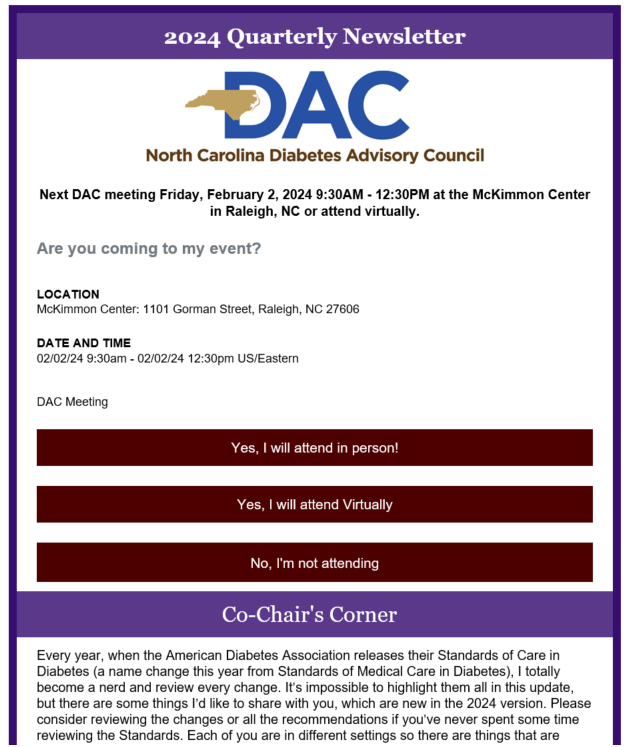 2024 Quarterly Newsletter
DAC
North Carolina Diabetes Advisory Council
Next DAC meeting Friday, February 2, 2024 9:30AM - 12:30PM at the McKimmon Center
in Raleigh, NC or attend virtually.
Are you coming to my event?
LOCATION
McKimmon Center: 1101 Gorman Street, Raleigh, NC 27606
DATE AND TIME
02/02/24 9:30am - 02/02/24 12:30pm US/Eastern
DAC Meeting
Yes, I will attend in person!
Yes, I will attend Virtually
No, I'm not attending
Co-Chair's Corner
Every year, when the American Diabetes Association releases their Standards of Care in
Diabetes (a name change this year from Standards of Medical Care in Diabetes), I totally
become a nerd and review every change. It's impossible to highlight them all in this update,
but there are some things I'd like to share with you, which are new in the 2024 version. Please
consider reviewing the changes or all the recommendations if you've never spent some time
reviewing the Standards. Each of you are in different settings so there are things that are